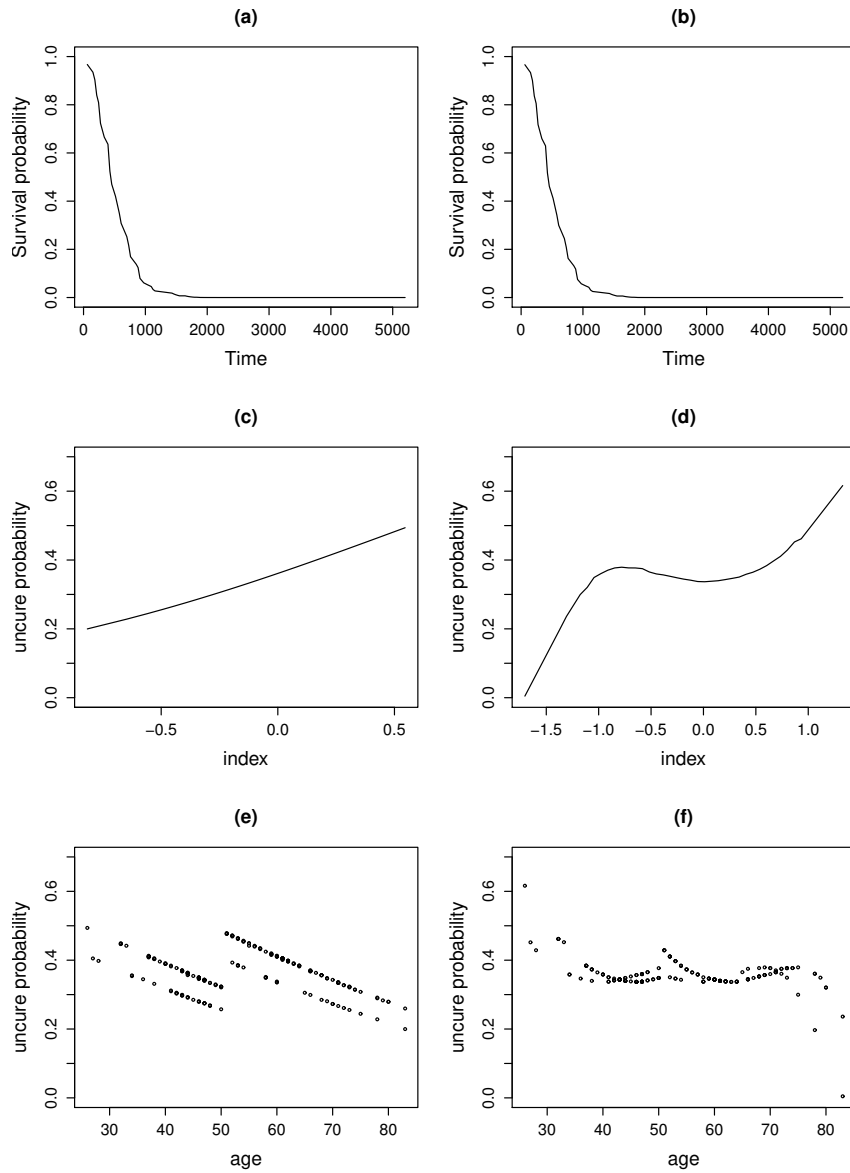 (a)
Survival probability
1.0
0.8
0.6
0.4
0.2
0.0
0 1000 2000 3000 4000 5000
Time
(b)
Survival probability
1.0
0.8
0.6
0.4
0.2
0.0
0 1000 2000 3000 4000 5000
Time
(c)
uncure probability
0.6
0.4
0.2
0.0
−0.5 0.0 0.5
index
(d)
uncure probability
0.6
0.4
0.2
0.0
−1.5 −1.0 −0.5 0.0 0.5 1.0
index
(e)
uncure probability
0.6
0.4
0.2
0.0
30 40 50 60 70 80
age
(f)
uncure probability
0.6
0.4
0.2
0.0
30 40 50 60 70 80
age